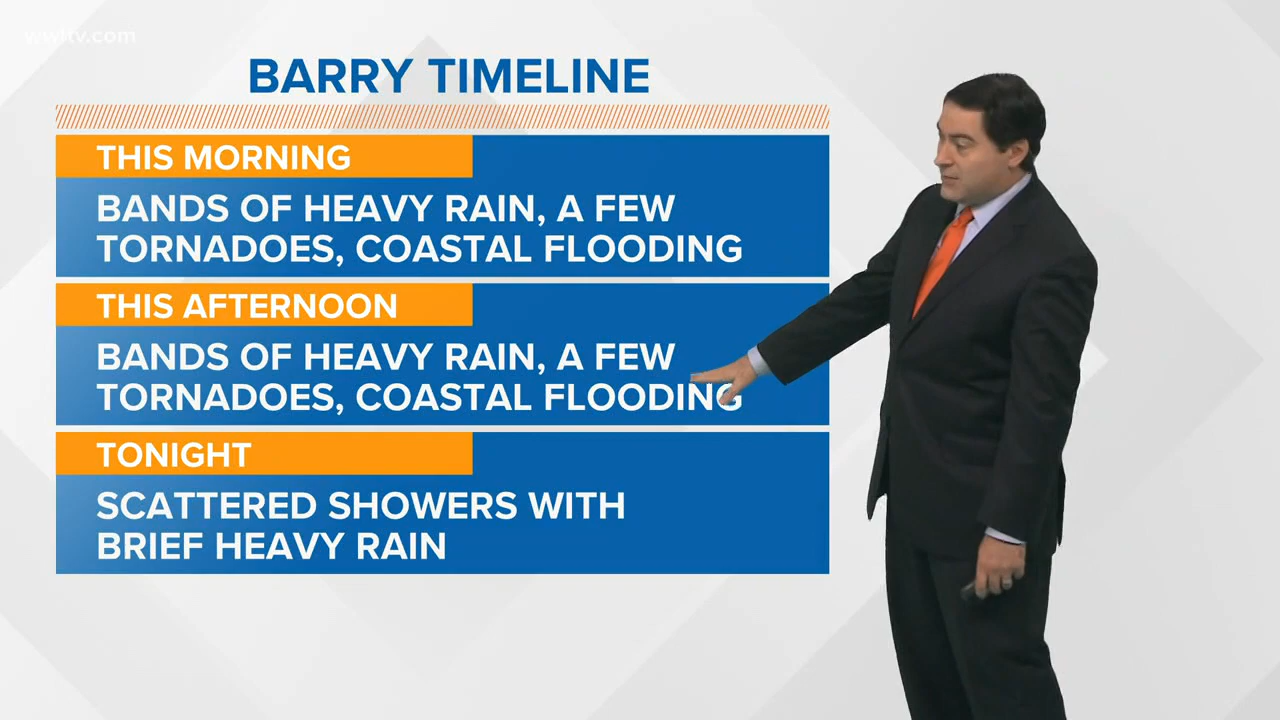 wwltv.com
BARRY TIMELINE
THIS MORNING
BANDS OF HEAVY RAIN, A FEW
TORNADOES, COASTAL FLOODING
THIS AFTERNOON
BANDS OF HEAVY RAIN, A FEW
TORNADOES, COASTAL FLOODING
TONIGHT
SCATTERED SHOWERS WITH
BRIEF HEAVY RAIN